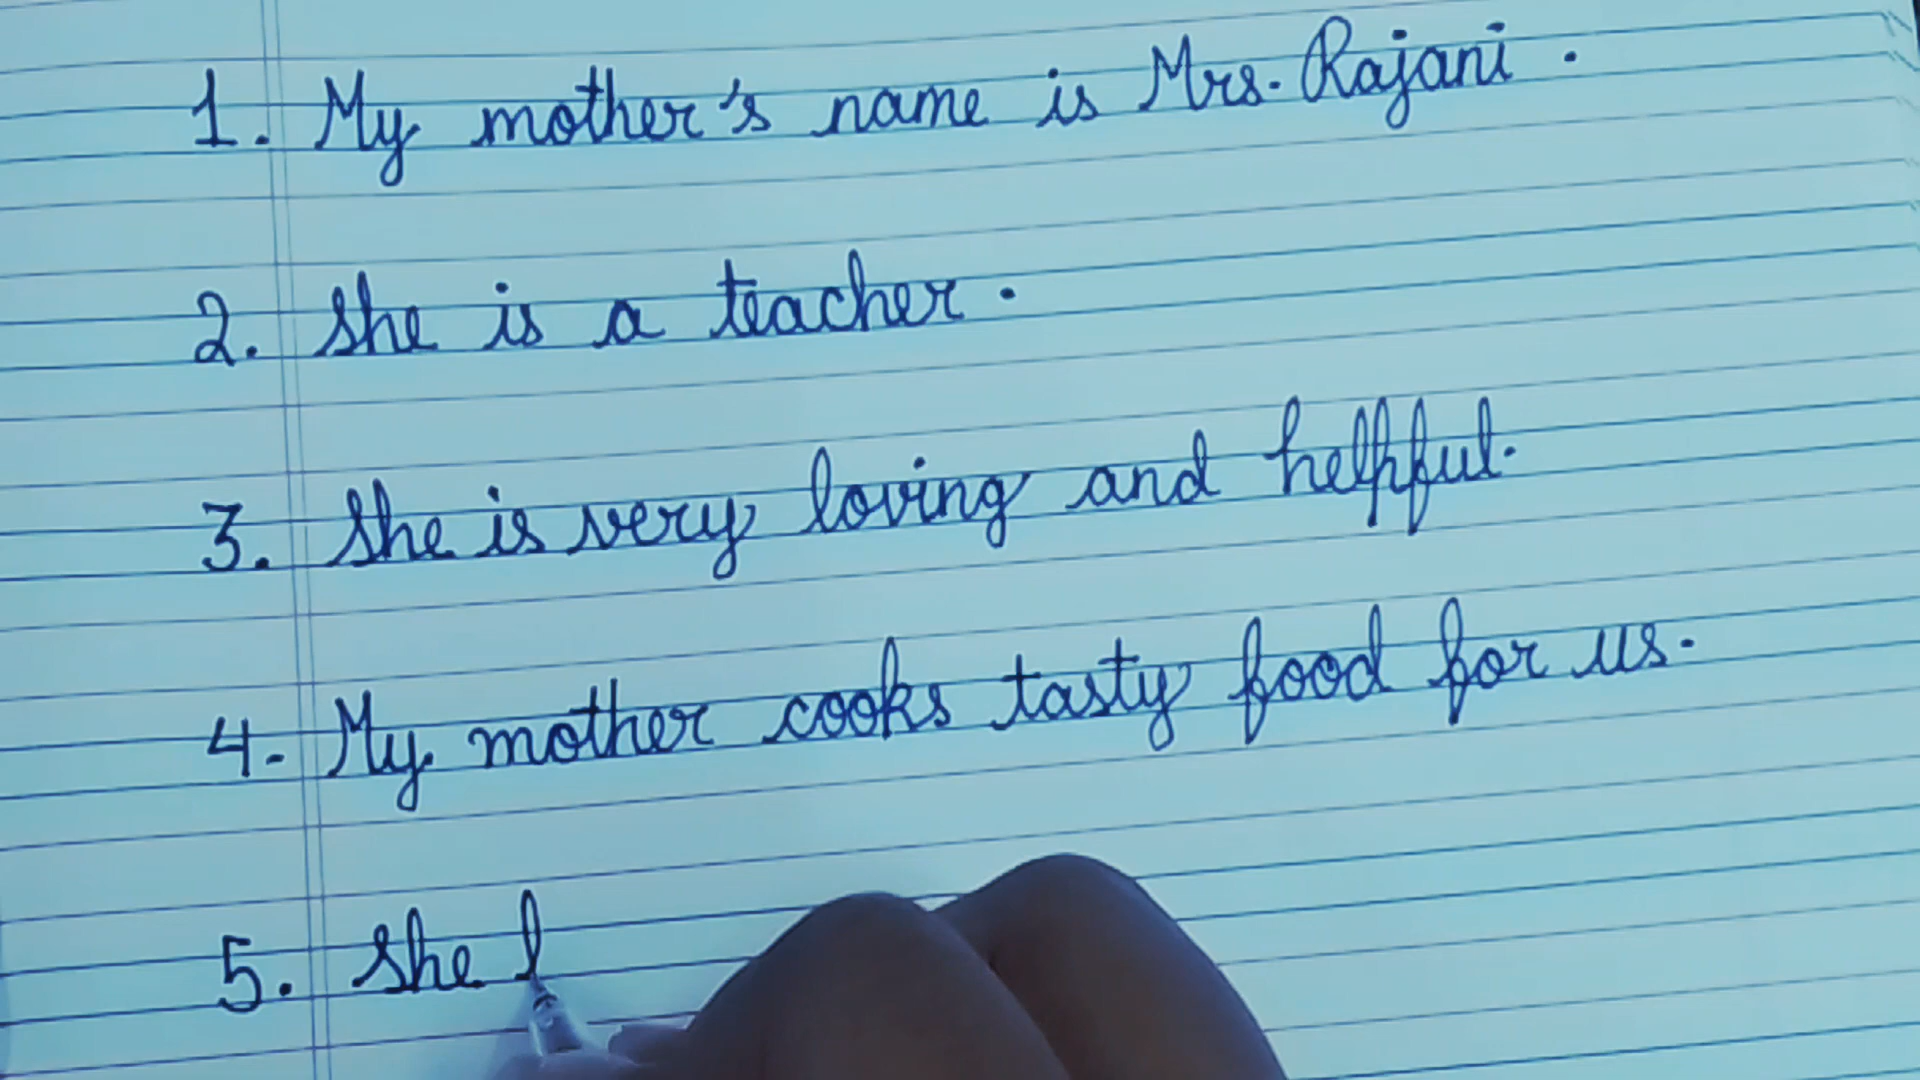 1. My mother's name is Mrs. Rajani.
2. She is a teacher.
3. She is very loving and helpful.
4. My mother cooks tasty food for us.
5. She